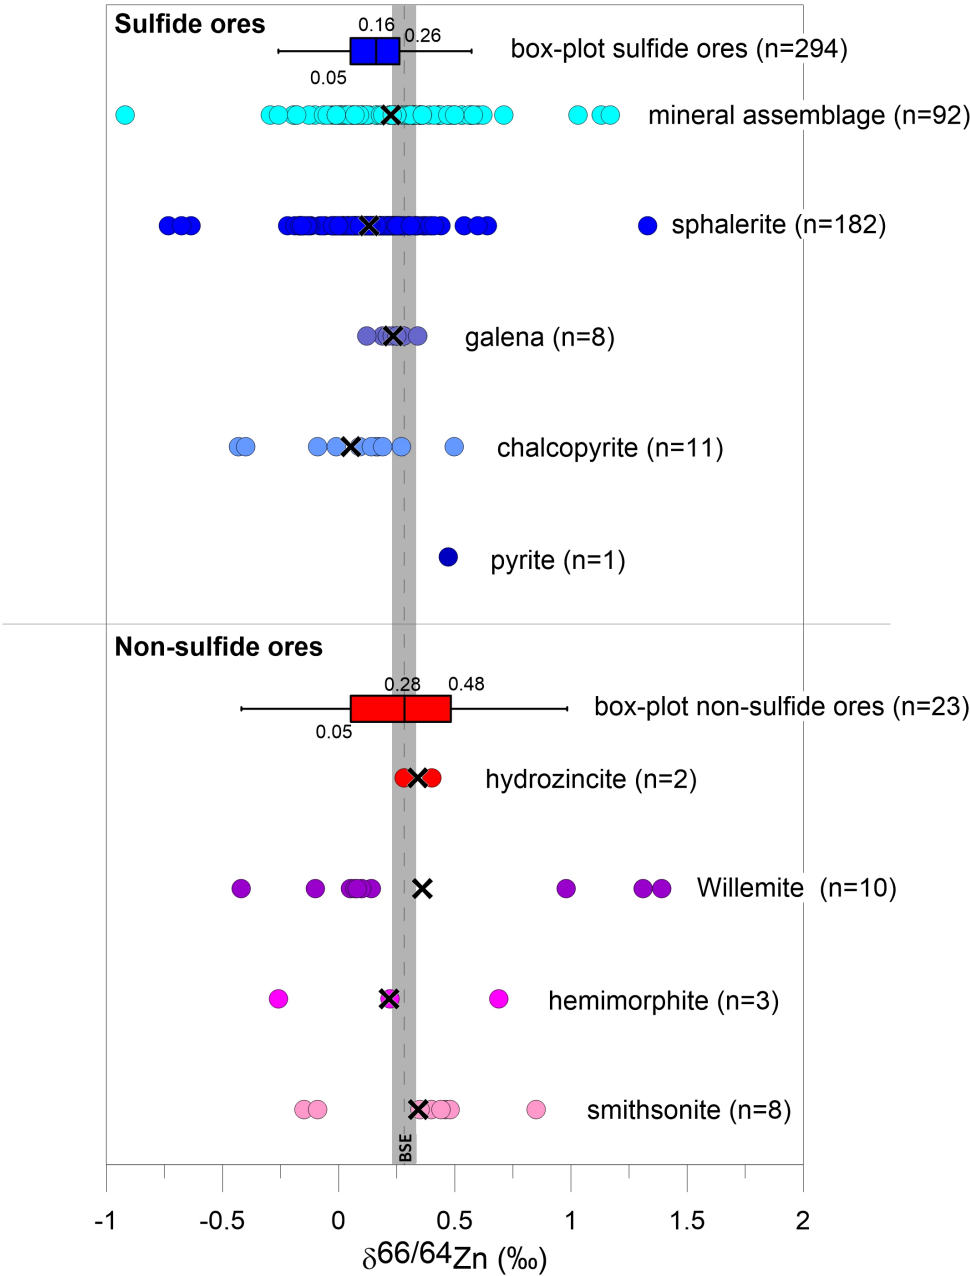 Sulfide ores
0.16
0.26
box-plot sulfide ores (n=294)
0.05
mineral assemblage (n=92)
sphalerite (n=182)
galena (n=8)
chalcopyrite (n=11)
pyrite (n=1)
Non-sulfide ores
0.28
0.48
box-plot non-sulfide ores (n=23)
0.05
hydrozincite (n=2)
Willemite (n=10)
hemimorphite (n=3)
smithsonite (n=8)
BSE
-1 -0.5 0 0.5 1 1.5 2
δ66/64Zn (‰)